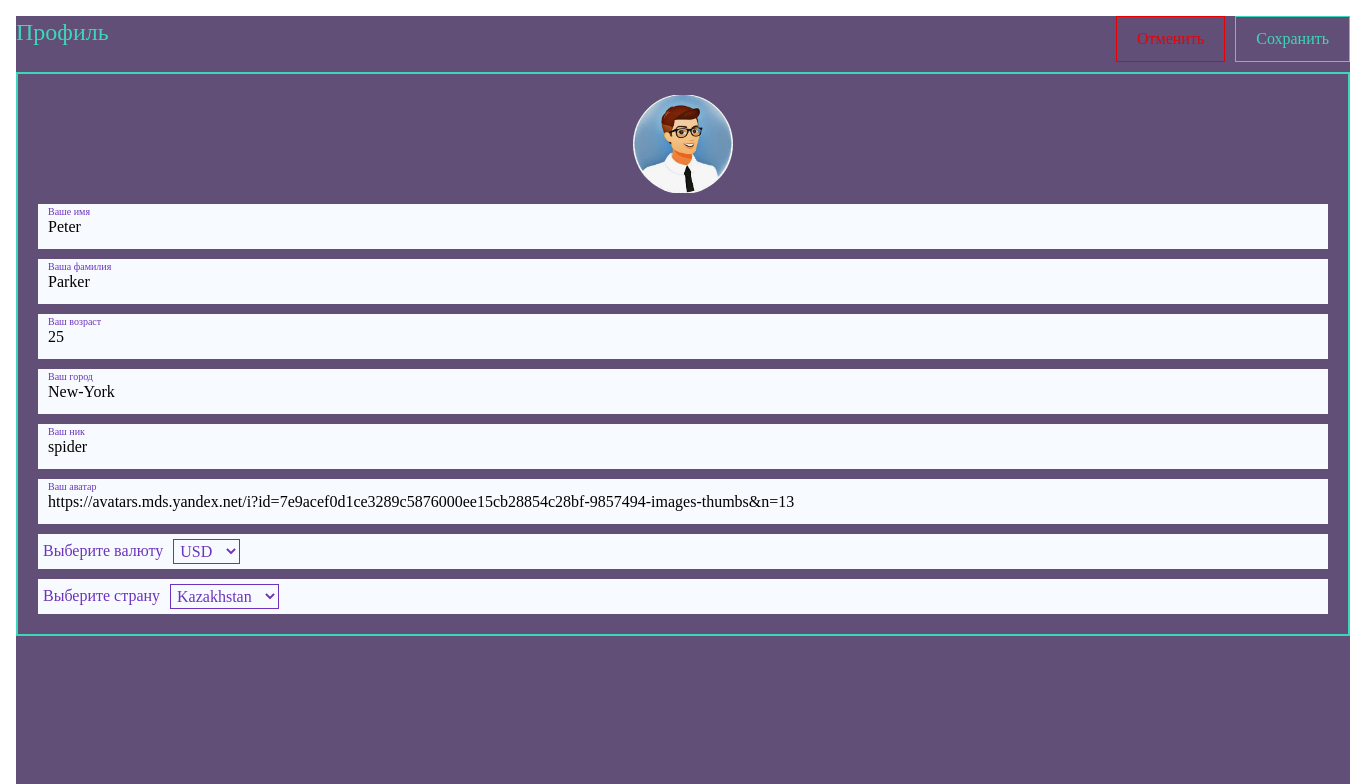 Профиль
Отменить
Сохранить
Ваше имя
Peter
Ваша фамилия
Parker
Ваш возраст
25
Ваш город
New-York
Ваш ник
spider
Ваш аватар
https://avatars.mds.yandex.net/i?id=7e9acef0d1ce3289c5876000ee15cb28854c28bf-9857494-images-thumbs&n=13
Выберите валюту USD
Выберите страну Kazakhstan